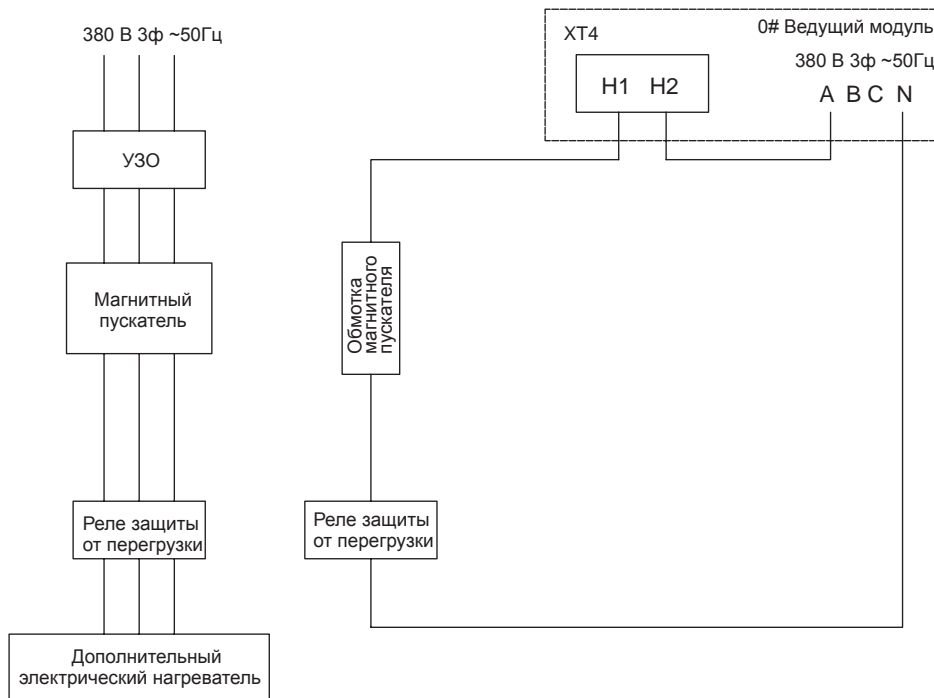 380 В 3ф ~50Гц
УЗО
Магнитный
пускатель
Реле защиты
от перегрузки
Дополнительный
электрический нагреватель
XT4
0# Ведущий модуль
380 В 3ф ~50Гц
H1 H2
A B C N
Обмотка
магнитного
пускателя
Реле защиты
от перегрузки